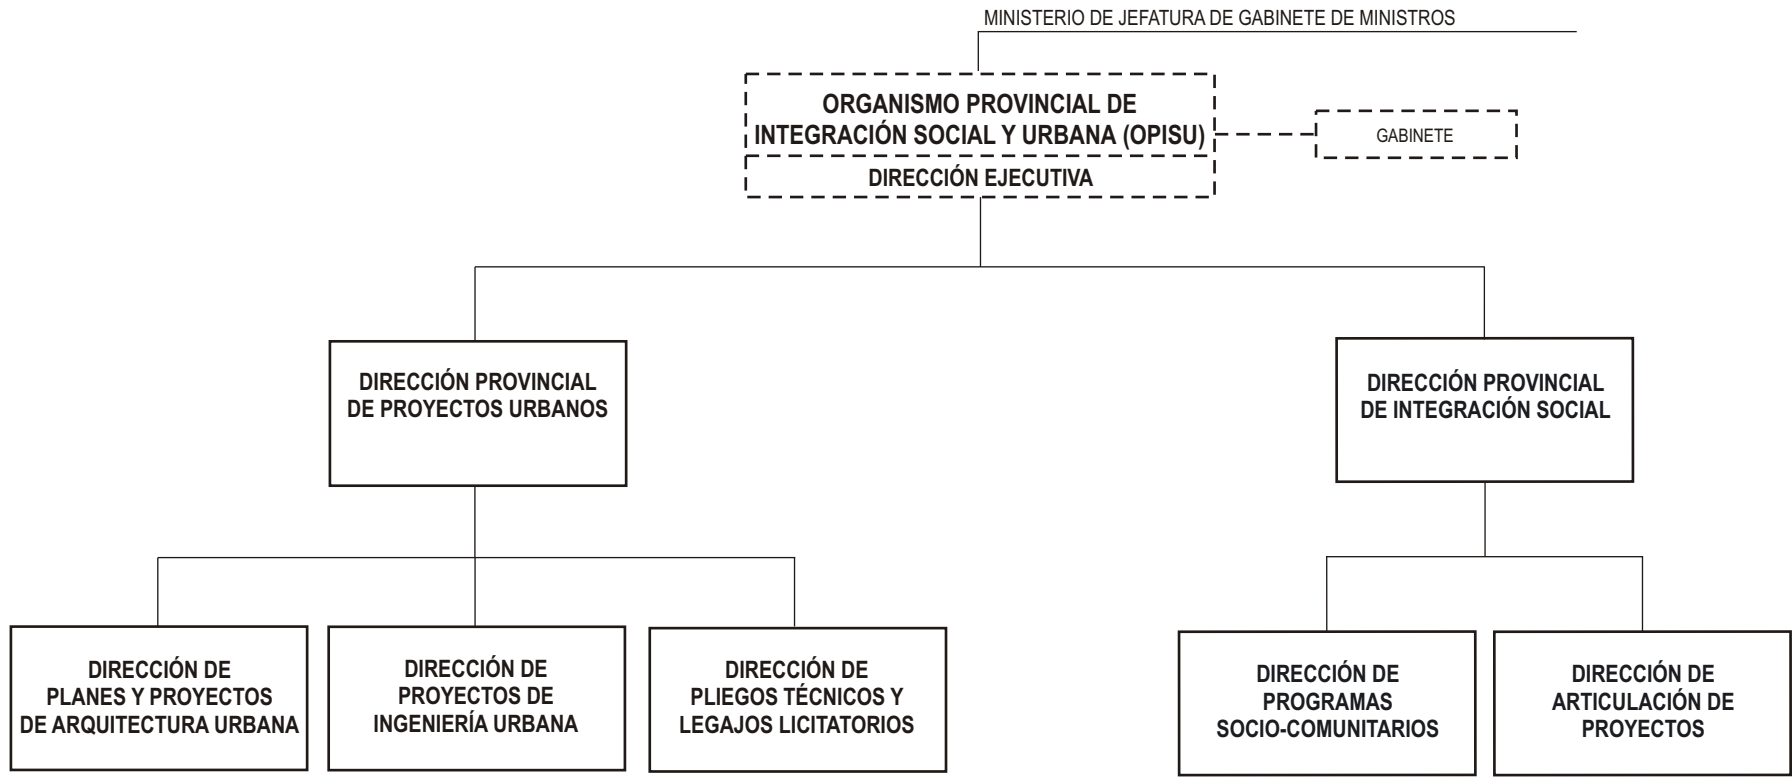 MINISTERIO DE JEFATURA DE GABINETE DE MINISTROS
ORGANISMO PROVINCIAL DE
INTEGRACIÓN SOCIAL Y URBANA (OPISU)
DIRECCIÓN EJECUTIVA
GABINETE
DIRECCIÓN PROVINCIAL
DE PROYECTOS URBANOS
DIRECCIÓN PROVINCIAL
DE INTEGRACIÓN SOCIAL
DIRECCIÓN DE
PLANES Y PROYECTOS
DE ARQUITECTURA URBANA
DIRECCIÓN DE
PROYECTOS DE
INGENIERÍA URBANA
DIRECCIÓN DE
PLIEGOS TÉCNICOS Y
LEGAJOS LICITATORIOS
DIRECCIÓN DE
PROGRAMAS
SOCIO-COMUNITARIOS
DIRECCIÓN DE
ARTICULACIÓN DE
PROYECTOS